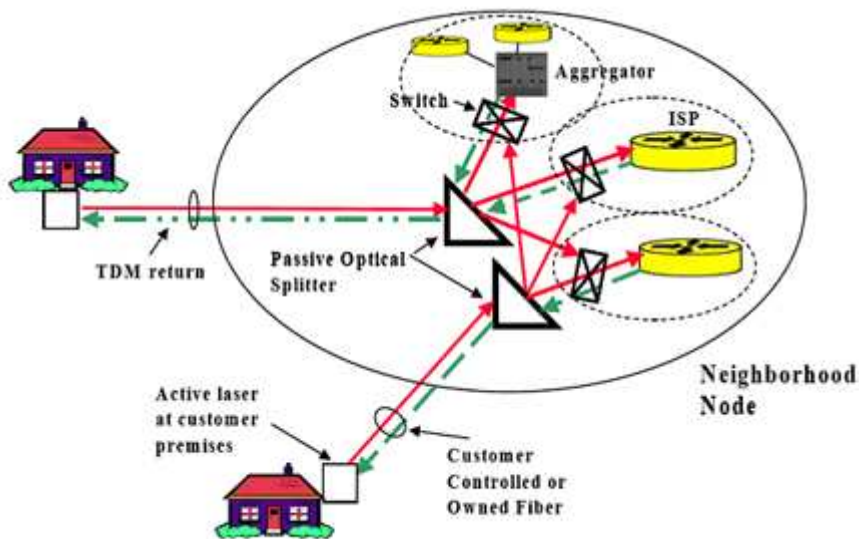 Aggregator
Switch
ISP
TDM return
Passive Optical
Splitter
Neighborhood
Node
Active laser
at customer
premises
Customer
Controlled or
Owned Fiber